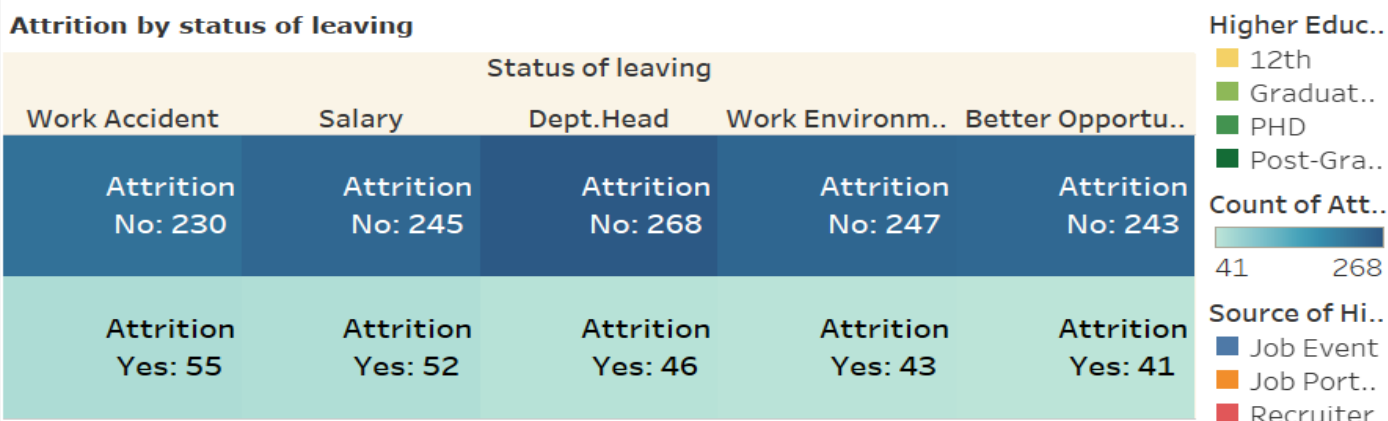 Attrition by status of leaving
Status of leaving
Work Accident Salary Dept.Head Work Environm.. Better Opportu..
Attrition Attrition Attrition Attrition Attrition
No: 230 No: 245 No: 268 No: 247 No: 243
Attrition Attrition Attrition Attrition Attrition
Yes: 55 Yes: 52 Yes: 46 Yes: 43 Yes: 41
Higher Educ..
12th
Graduat..
PHD
Post-Gra..
Count of Att..
41 268
Source of Hi..
Job Event
Job Port..
Recruiter